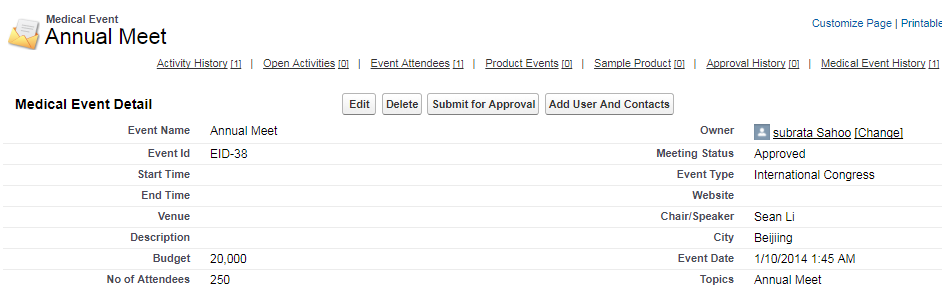 Medical Event
Annual Meet
Customize Page | Printable
Activity History [1] | Open Activities [0] | Event Attendees [1] | Product Events [0] | Sample Product [0] | Approval History [0] | Medical Event History [1]
Medical Event Detail Edit Delete Submit for Approval Add User And Contacts
Event Name Annual Meet Owner subrata Sahoo [Change]
Event Id EID-38 Meeting Status Approved
Start Time Event Type International Congress
End Time Website
Venue Chair/Speaker Sean Li
Description City Beijiing
Budget 20,000 Event Date 1/10/2014 1:45 AM
No of Attendees 250 Topics Annual Meet